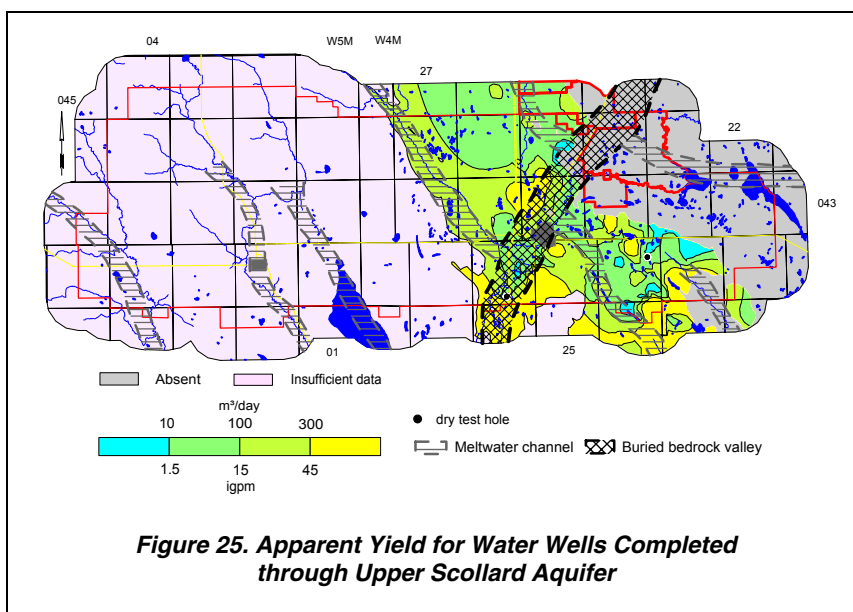 04
W5M W4M
27
045
22
043
01
25
Absent
Insufficient data
m³/day
10 100 300
1.5 15 45
igpm
dry test hole
Meltwater channel
Buried bedrock valley
Figure 25. Apparent Yield for Water Wells Completed
through Upper Scollard Aquifer